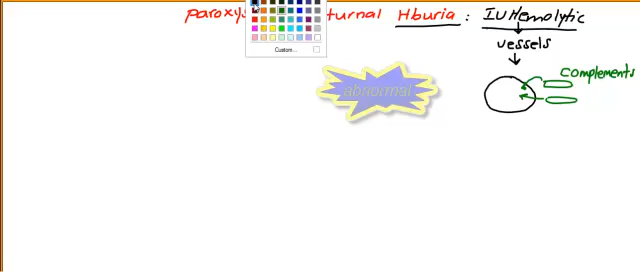 paroxys turnal Hburia : IV Hemolytic
vessels
complements
abnormal
Custom...